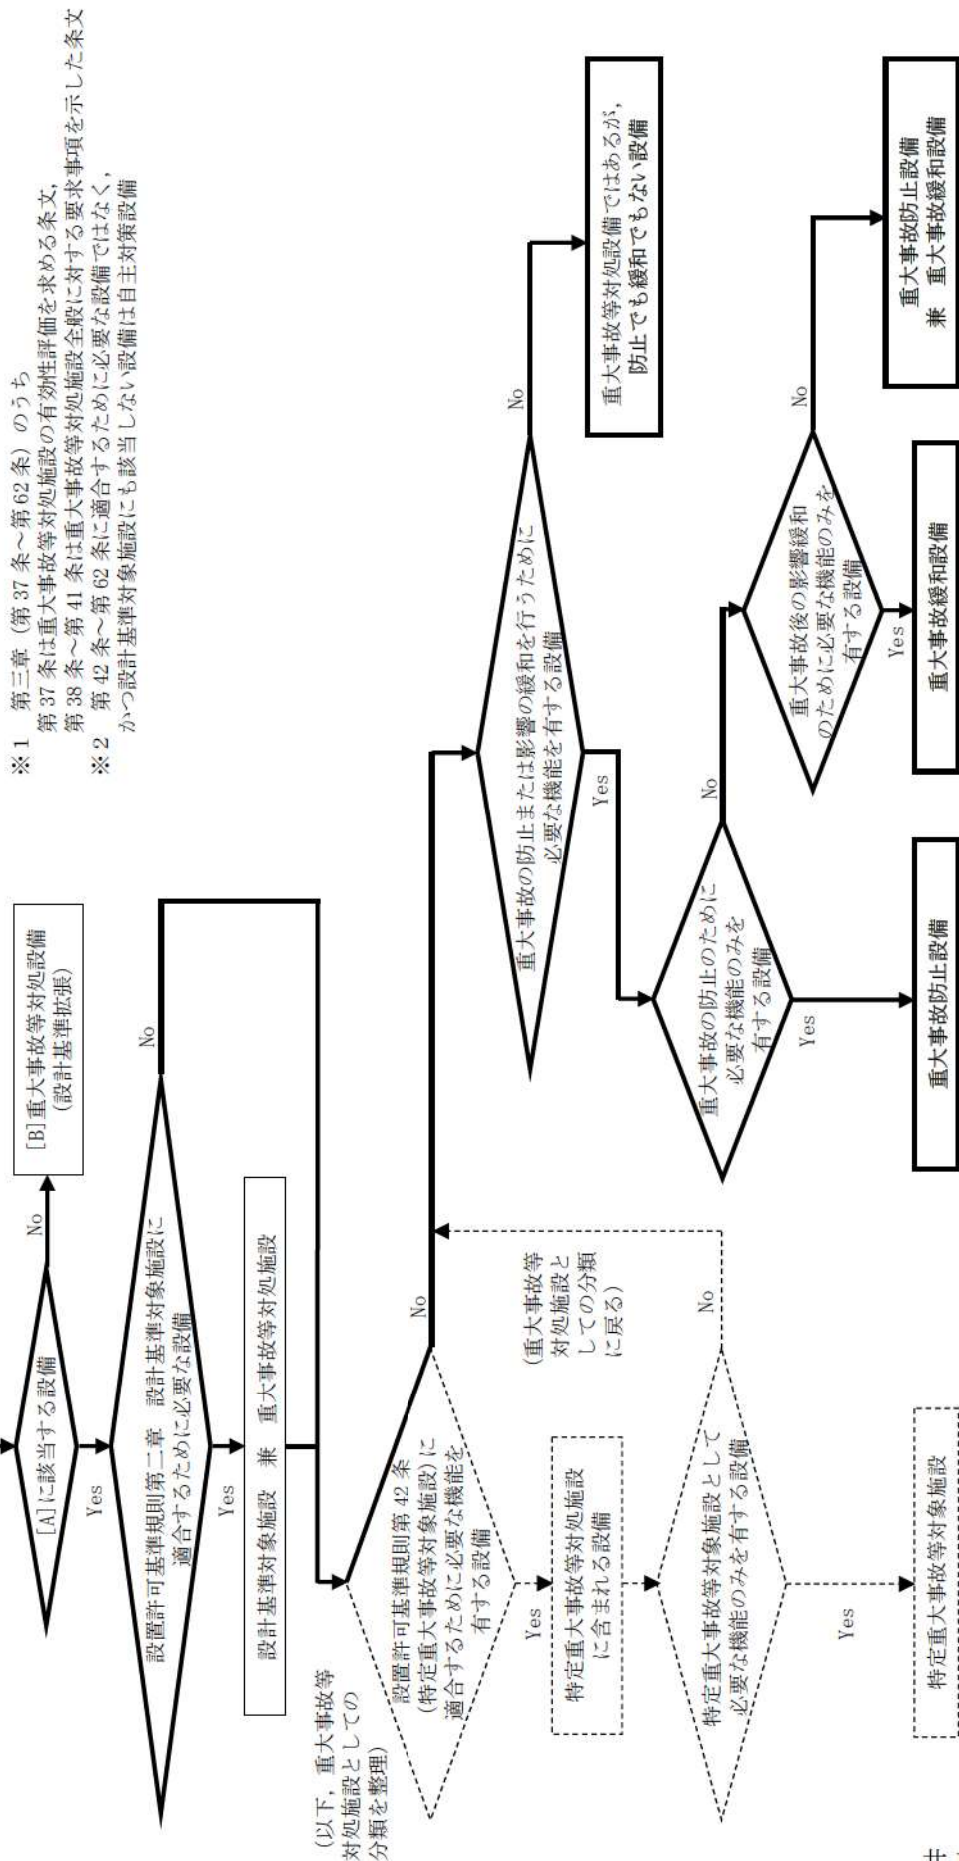 ※1 第三章（第37条～第62条）のうち
第37条は重大事故等対処施設の有効性評価を求める条文，
第38条～第41条は重大事故等対処施設全般に対する要求事項を示した条文
※2 第42条～第62条に適合するために必要な設備ではなく，
かつ設計基準対象施設にも該当しない設備は自主対策設備
[A]に該当する設備
No
[B]重大事故等対処設備
(設計基準拡張)
Yes
設置許可基準規則第二章 設計基準対象施設に
適合するために必要な設備
No
Yes
設計基準対象施設 兼 重大事故等対処施設
(以下，重大事故等
対処施設としての
分類を整理)
設置許可基準規則第42条
(特定重大事故等対象施設)に
適合するために必要な機能を
有する設備
No
Yes
特定重大事故等対処施設
に含まれる設備
(重大事故等
対処施設と
しての分類
に戻る)
特定重大事故等対象施設として
必要な機能のみを有する設備
No
Yes
特定重大事故等対象施設
重大事故の防止または影響の緩和を行うために
必要な機能を有する設備
No
重大事故等対処設備ではあるが，
防止でも緩和でもない設備
Yes
重大事故の防止のために
必要な機能のみを
有する設備
No
Yes
重大事故防止設備
重大事故後の影響緩和
のために必要な機能のみを
有する設備
No
Yes
重大事故緩和設備
重大事故防止設備
兼 重大事故緩和設備